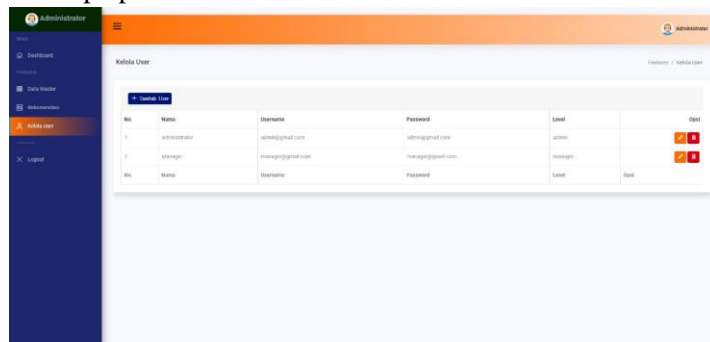 Administrator
Administrator
Dashboard
Kelola User
Data Master
Rekomendasi
+ Tambah User
Kelola User
No. Nama Username Password Level Opsi
1 Administrator admin@gmail.com admin@gmail.com admin
2 Manager manager@gmail.com manager@gmail.com manager
Logout
No. Nama Username Password Level Opsi